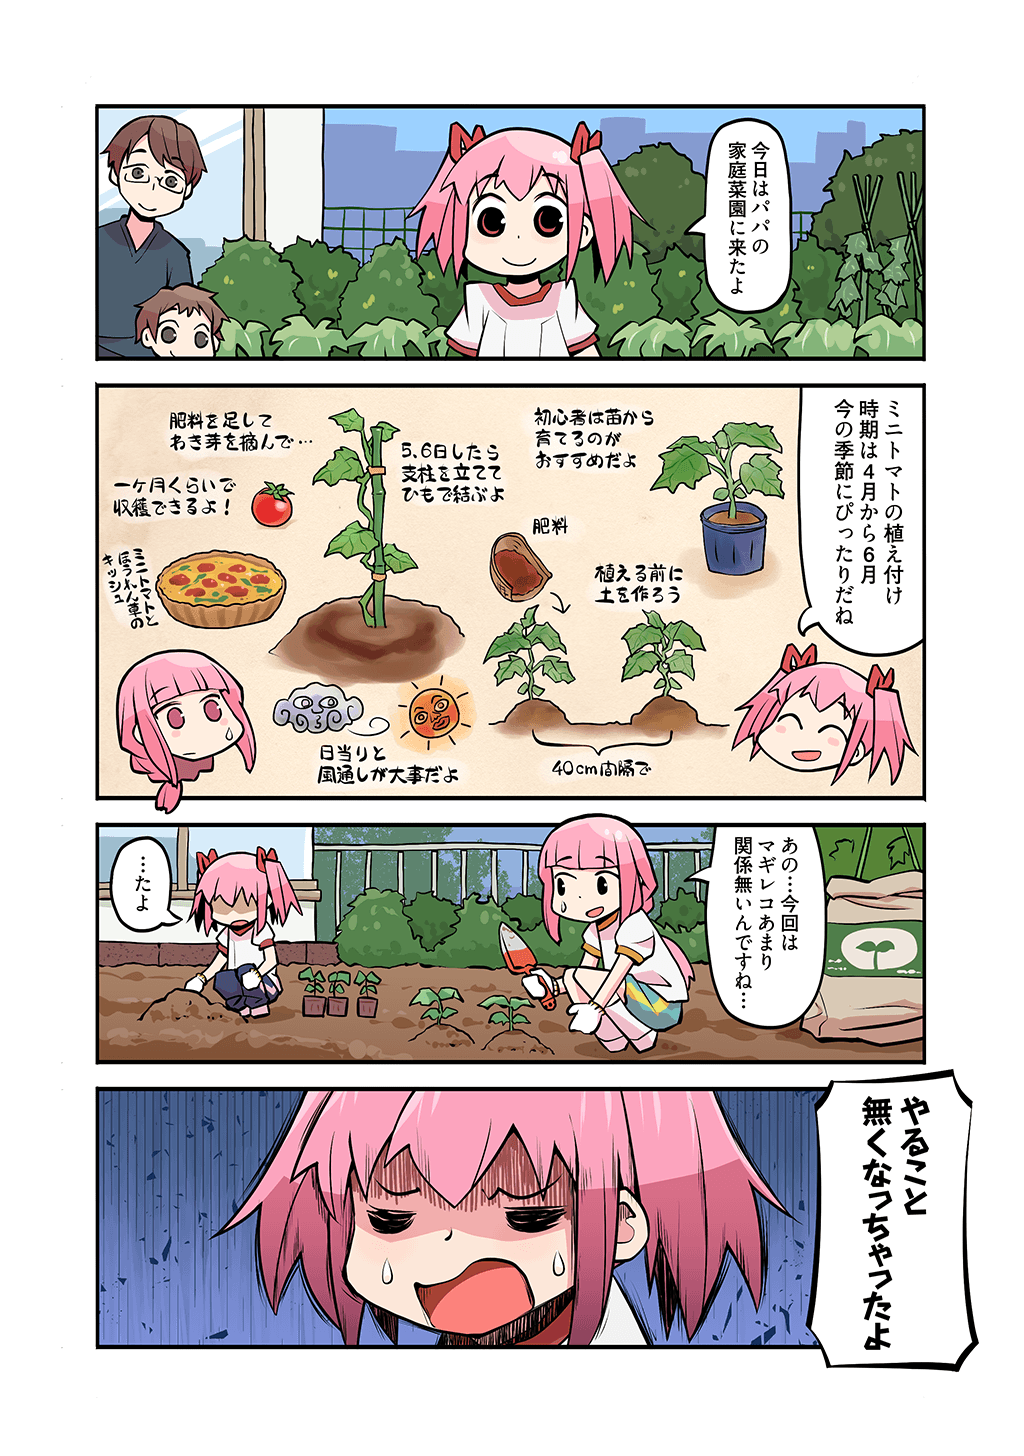 今日はパパの
家庭菜園に来たよ
ミニトマトの植え付け
時期は4月から6月
今の季節にぴったりだね
初心者は苗から
育てるのが
おすすめだよ
肥料
植える前に
土を作ろう
40cm間隔で
5、6日したら
支柱を立てて
ひもで結ぶよ
日当りと
風通しが大事だよ
肥料を足して
わき芽を摘んで…
一ヶ月くらいで
収穫できるよ!
ミニトマトと
ほうれん草の
キッシュ
あの…今回は
マギレコあまり
関係無いんですね…
…たよ
やること
無くなっちゃったよ